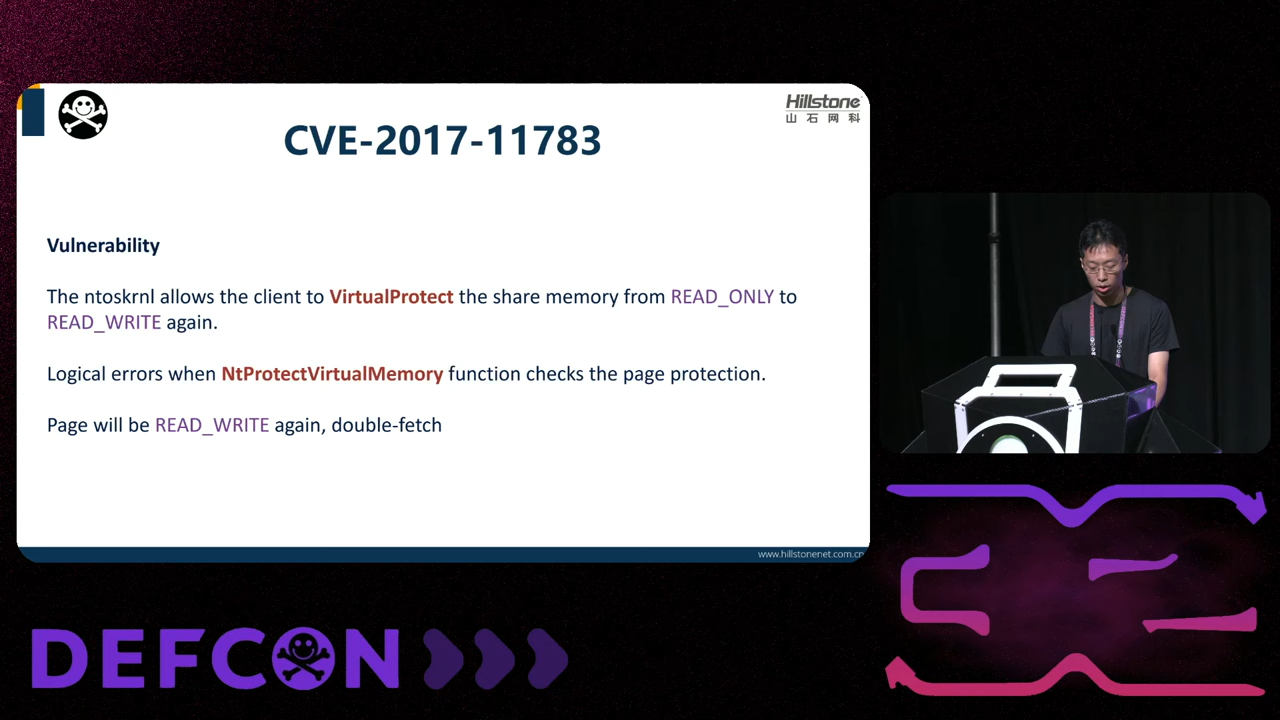 Hillstone
山石网科
CVE-2017-11783
Vulnerability
The ntoskrnl allows the client to VirtualProtect the share memory from READ_ONLY to
READ_WRITE again.
Logical errors when NtProtectVirtualMemory function checks the page protection.
Page will be READ_WRITE again, double-fetch
www.hillstonenet.com.cn
DEFCON